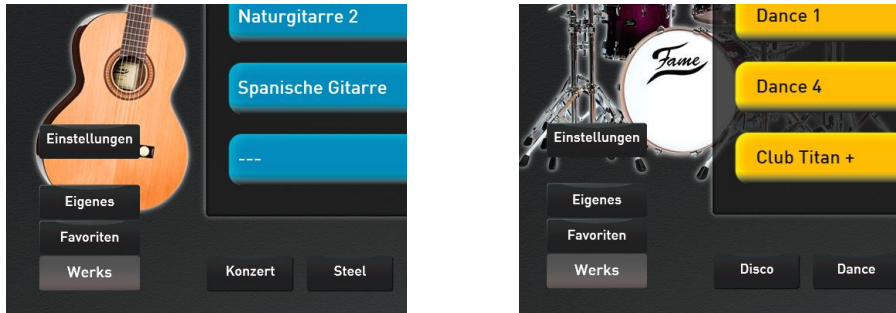 Naturgitarre 2
Spanische Gitarre
Einstellungen
---
Eigenes
Favoriten
Werks
Konzert
Steel
Dance 1
Fame
Dance 4
Einstellungen
Club Titan +
Eigenes
Favoriten
Werks
Disco
Dance